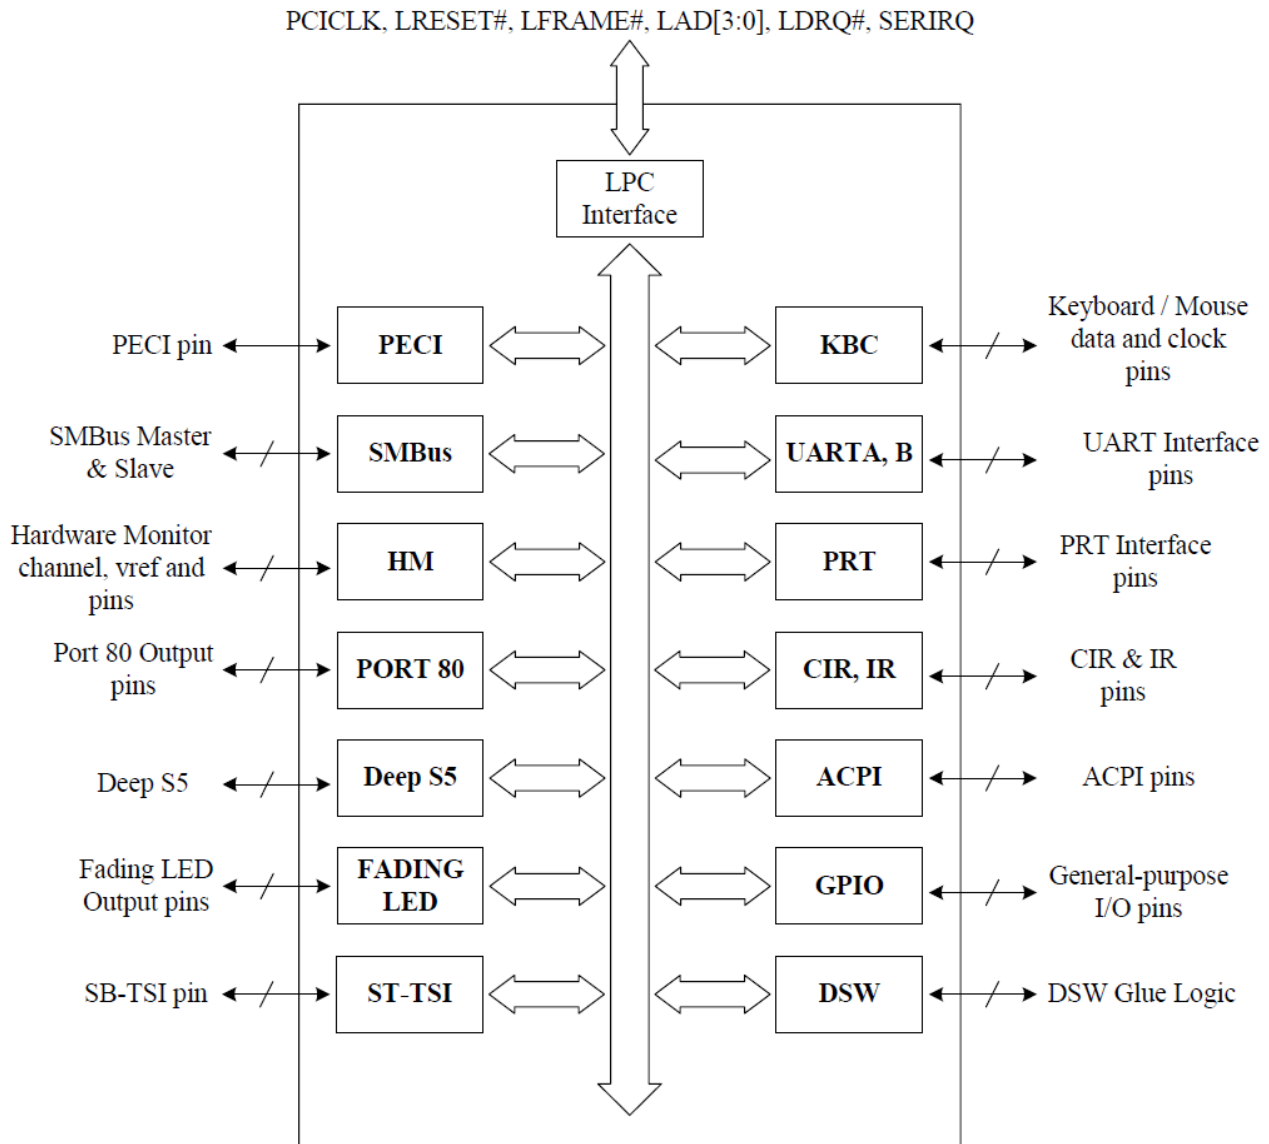 PCICLK, LRESET#, LFRAME#, LAD[3:0], LDRQ#, SERIRQ
LPC
Interface
PECI pin
PECI
KBC
Keyboard / Mouse
data and clock
pins
SMBus Master
& Slave
SMBus
UARTA, B
UART Interface
pins
Hardware Monitor
channel, vref and
pins
HM
PRT
PRT Interface
pins
Port 80 Output
pins
PORT 80
CIR, IR
CIR & IR
pins
Deep S5
Deep S5
ACPI
ACPI pins
Fading LED
Output pins
FADING
LED
GPIO
General-purpose
I/O pins
SB-TSI pin
ST-TSI
DSW
DSW Glue Logic